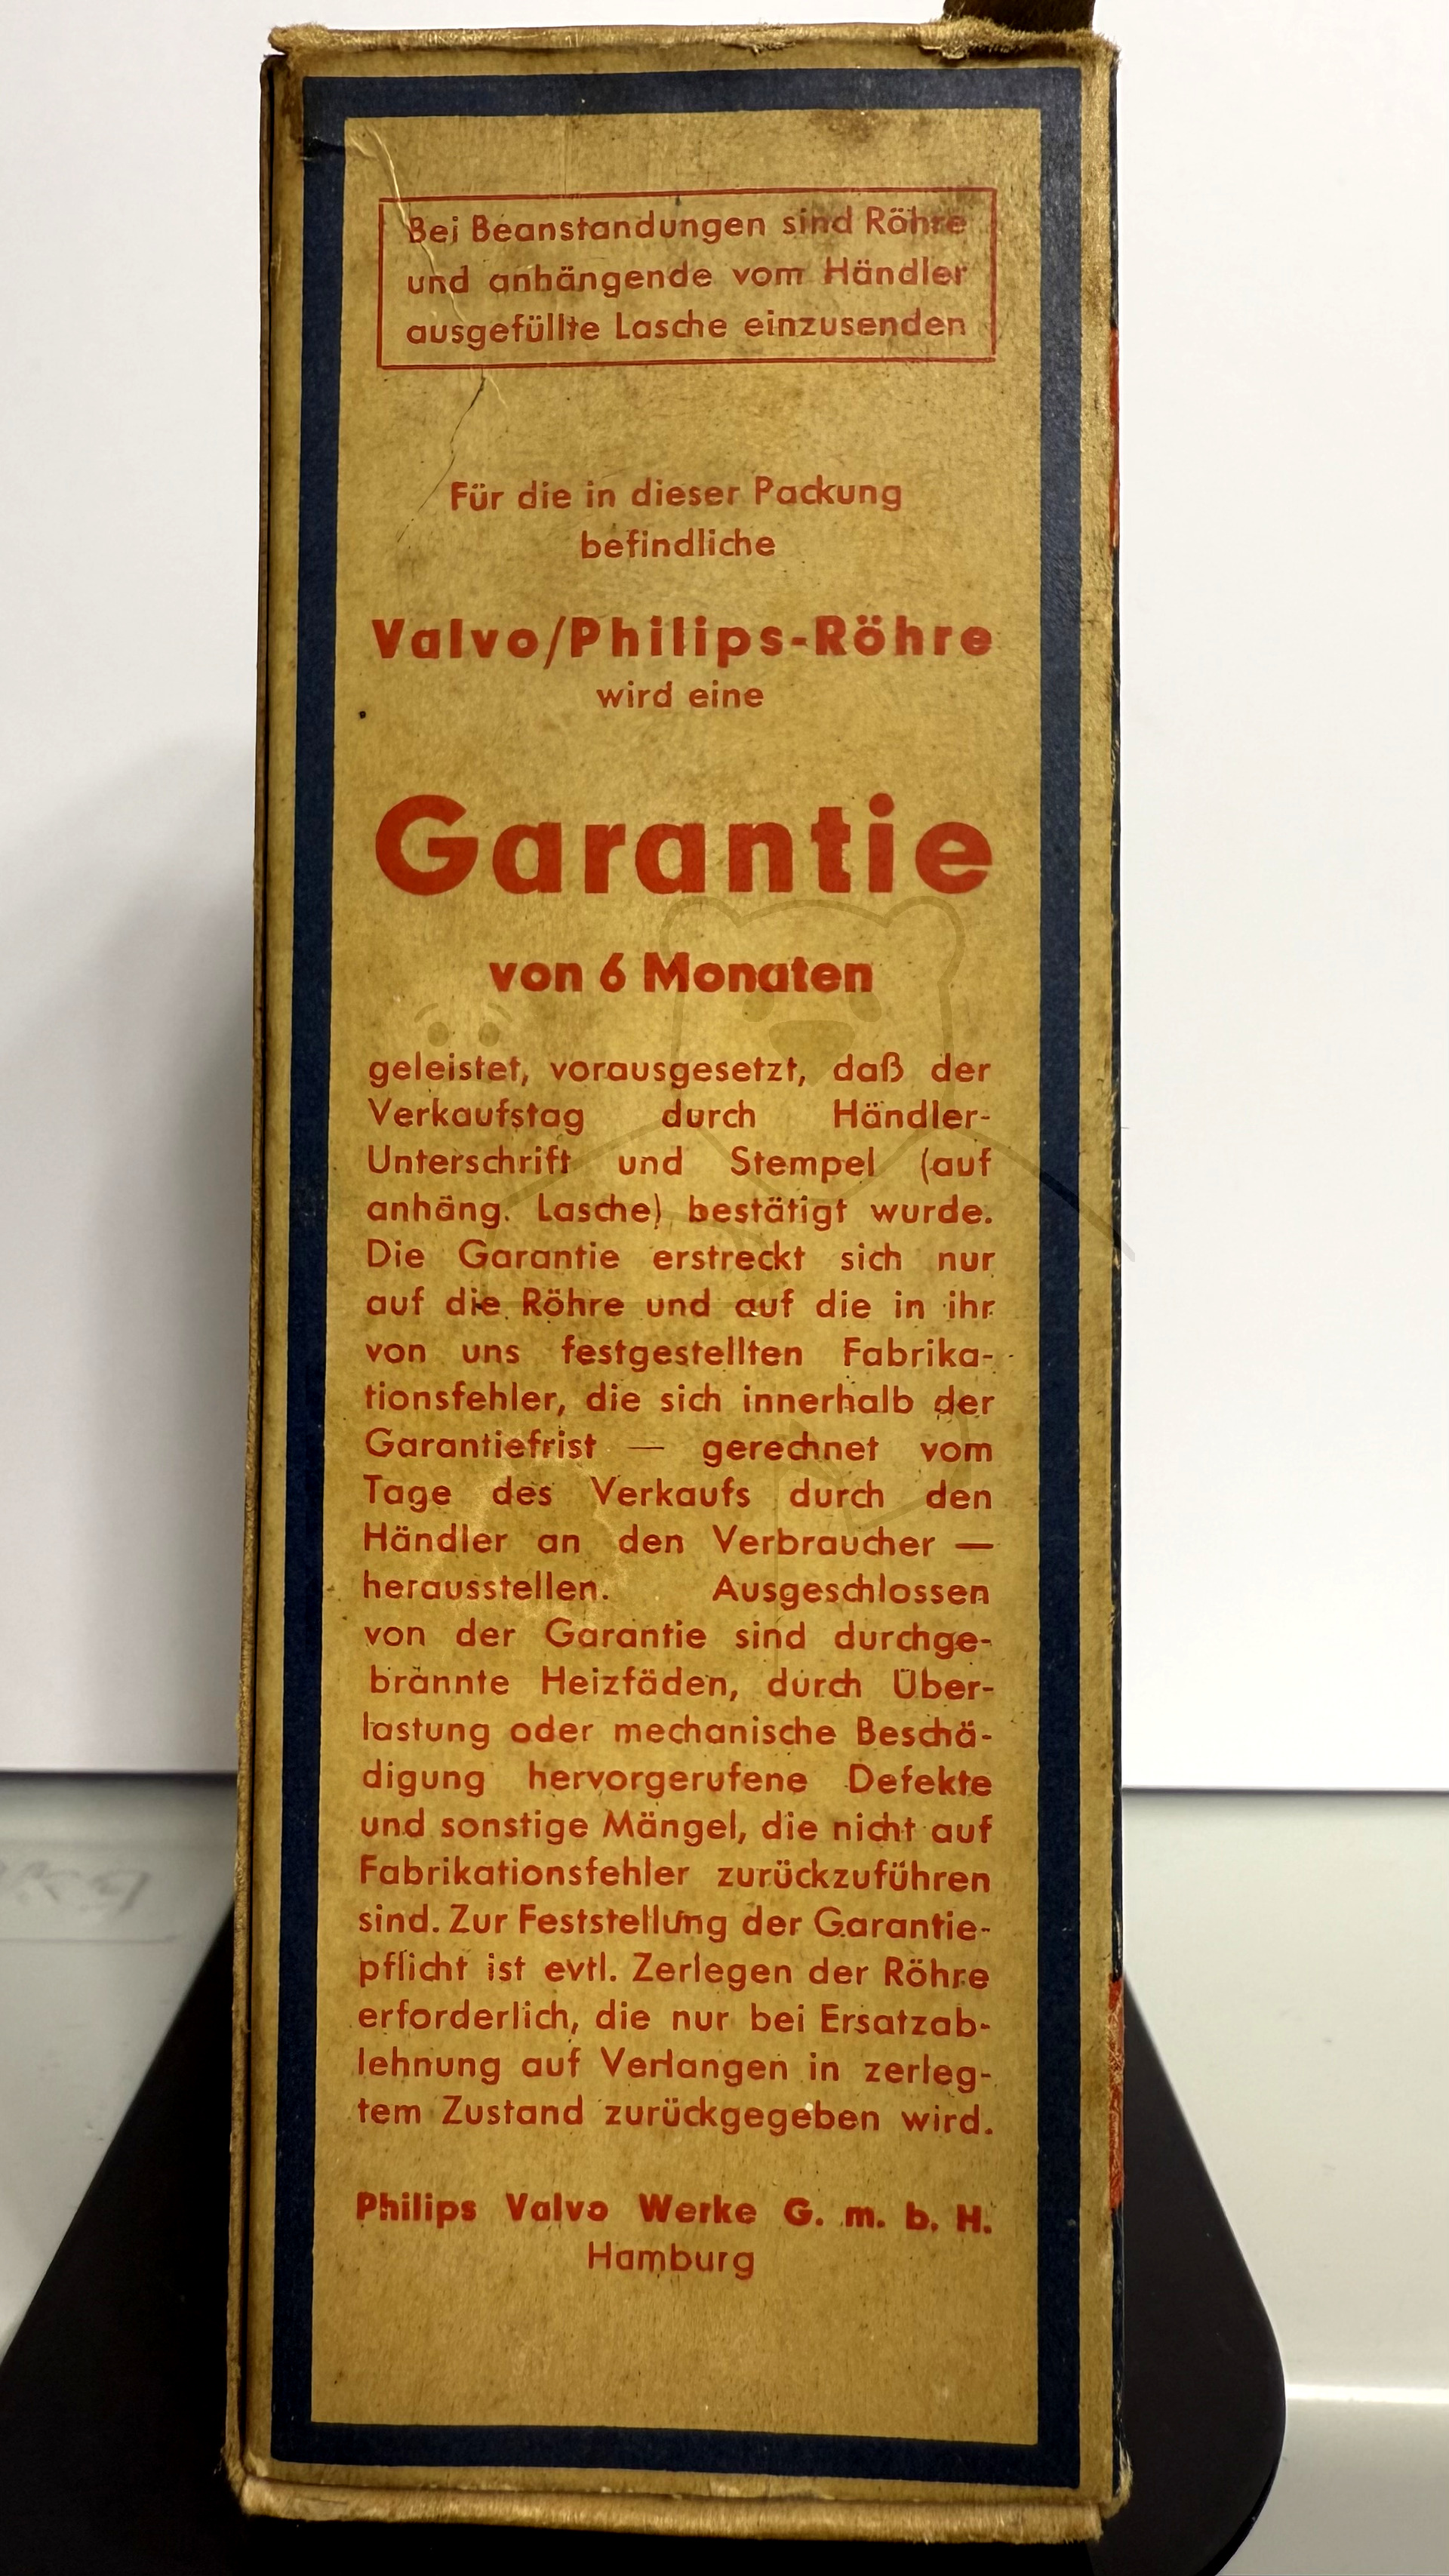 Bei Beanstandungen sind Röhre
und anhängende vom Händler
ausgefüllte Lasche einzusenden
Für die in dieser Packung
befindliche
Valvo/Philips-Röhre
wird eine
Garantie
von 6 Monaten
geleistet, vorausgesetzt, daß der
Verkaufstag durch Händler-
Unterschrift und Stempel (auf
anhäng. Lasche) bestätigt wurde.
Die Garantie erstreckt sich nur
auf die Röhre und auf die in ihr
von uns festgestellten Fabrika-
tionsfehler, die sich innerhalb der
Garantiefrist — gerechnet vom
Tage des Verkaufs durch den
Händler an den Verbraucher —
herausstellen. Ausgeschlossen
von der Garantie sind durchge-
brannte Heizfäden, durch Über-
lastung oder mechanische Beschä-
digung hervorgerufene Defekte
und sonstige Mängel, die nicht auf
Fabrikationsfehler zurückzuführen
sind. Zur Feststellung der Garantie-
pflicht ist evtl. Zerlegen der Röhre
erforderlich, die nur bei Ersatzab-
lehnung auf Verlangen in zerleg-
tem Zustand zurückgegeben wird.
Philips Valvo Werke G. m. b. H.
Hamburg